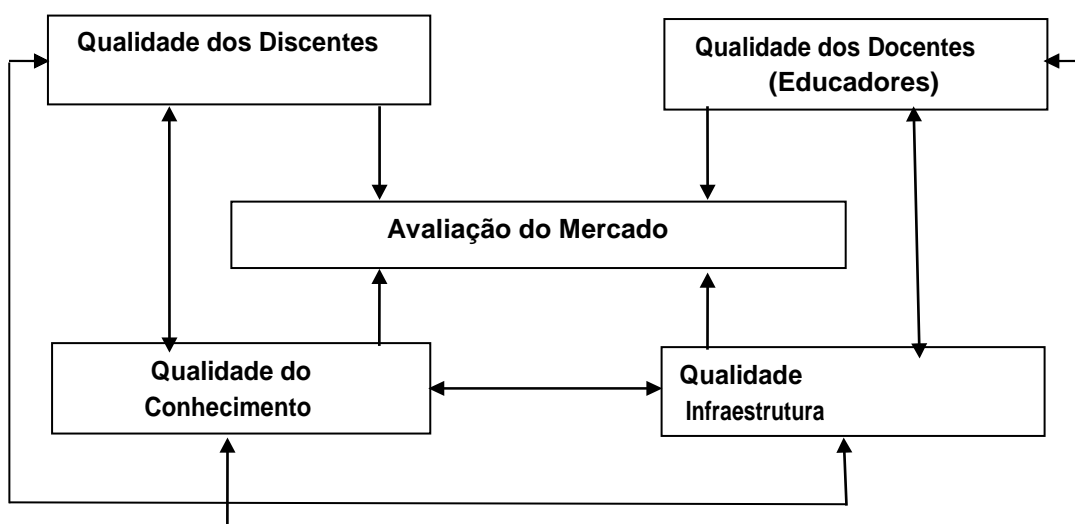 Qualidade dos Discentes
Qualidade dos Docentes
(Educadores)
Avaliação do Mercado
Qualidade do
Conhecimento
Qualidade
Infraestrutura